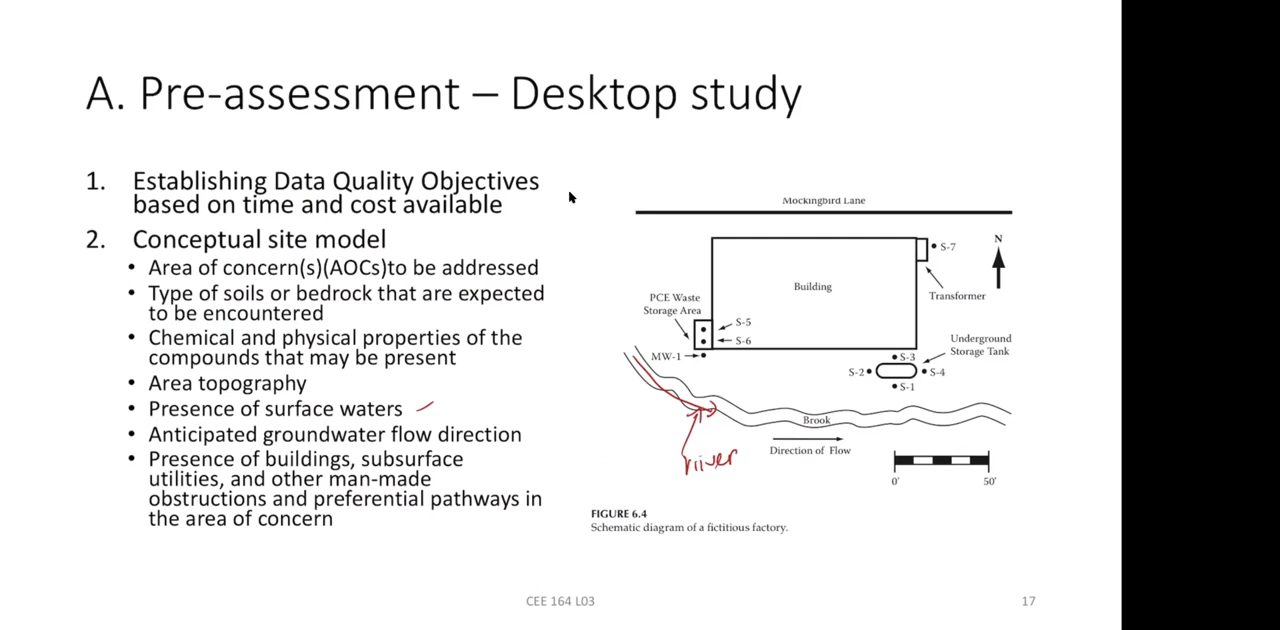 A. Pre-assessment – Desktop study
1. Establishing Data Quality Objectives
based on time and cost available
2. Conceptual site model
• Area of concern(s)(AOCs)to be addressed
• Type of soils or bedrock that are expected
to be encountered
• Chemical and physical properties of the
compounds that may be present
• Area topography
• Presence of surface waters
• Anticipated groundwater flow direction
• Presence of buildings, subsurface
utilities, and other man-made
obstructions and preferential pathways in
the area of concern
Mockingbird Lane
N
S-7
Building
Transformer
PCE Waste
Storage Area
S-5
S-6
MW-1
Underground
Storage Tank
S-3
S-2
S-4
S-1
Brook
Direction of Flow
river
0'
50'
FIGURE 6.4
Schematic diagram of a fictitious factory.
CEE 164 L03
17